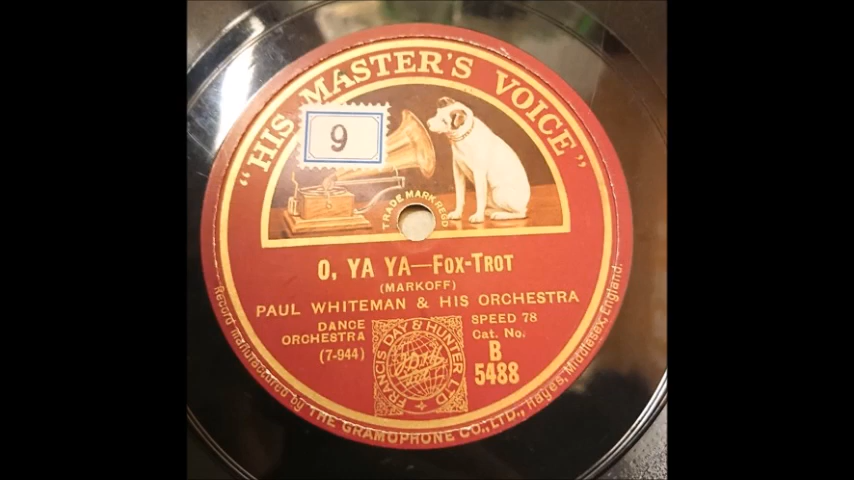 "HIS MASTER'S VOICE"
9
TRADE MARK REGD
O, YA YA—FOX-TROT
(MARKOFF)
PAUL WHITEMAN & HIS ORCHESTRA
DANCE
ORCHESTRA
(7-944)
FRANCIS DAY & HUNTER LTD
SPEED 78
Cat. No.
B
5488
Record manufactured by THE GRAMOPHONE CO., LTD., Hayes, Middlesex, England.